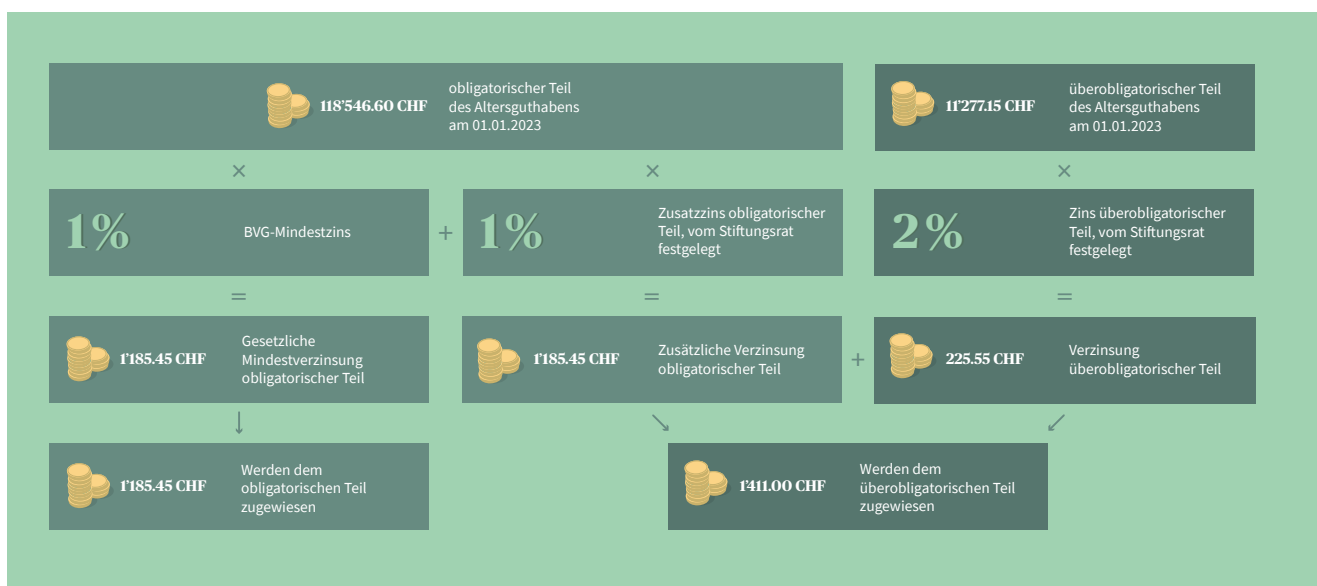 118’546.60 CHF
obligatorischer Teil
des Altersguthabens
am 01.01.2023
11’277.15 CHF
überobligatorischer Teil
des Altersguthabens
am 01.01.2023
×
×
×
1%
BVG-Mindestzins
+
1%
Zusatzzins obligatorischer
Teil, vom Stiftungsrat
festgelegt
2%
Zins überobligatorischer
Teil, vom Stiftungsrat
festgelegt
=
=
=
1’185.45 CHF
Gesetzliche
Mindestverzinsung
obligatorischer Teil
1’185.45 CHF
Zusätzliche Verzinsung
obligatorischer Teil
+
225.55 CHF
Verzinsung
überobligatorischer Teil
1’185.45 CHF
Werden dem
obligatorischen Teil
zugewiesen
1’411.00 CHF
Werden dem
überobligatorischen Teil
zugewiesen